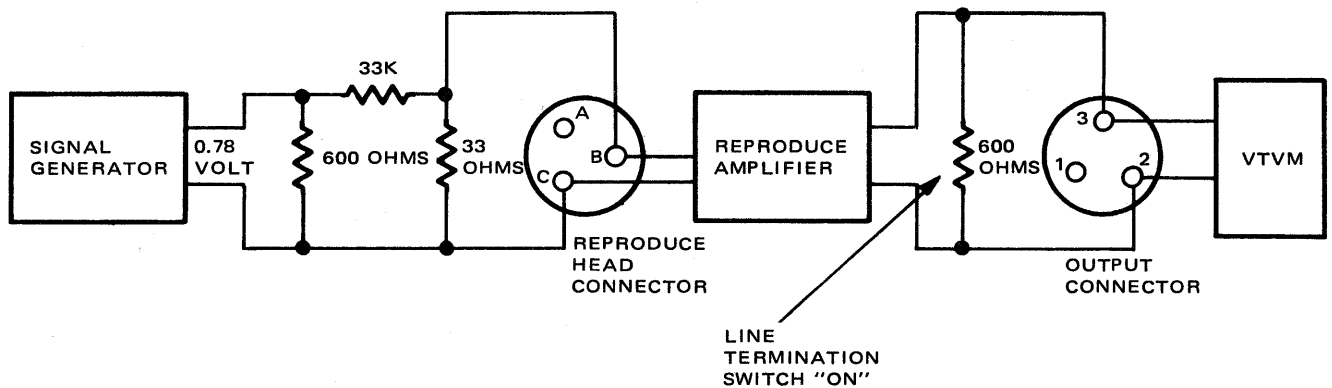 SIGNAL
GENERATOR
0.78
VOLT
600 OHMS
33K
33
OHMS
A
B
C
REPRODUCE
HEAD
CONNECTOR
REPRODUCE
AMPLIFIER
600
OHMS
LINE
TERMINATION
SWITCH "ON"
3
1
2
OUTPUT
CONNECTOR
VTVM